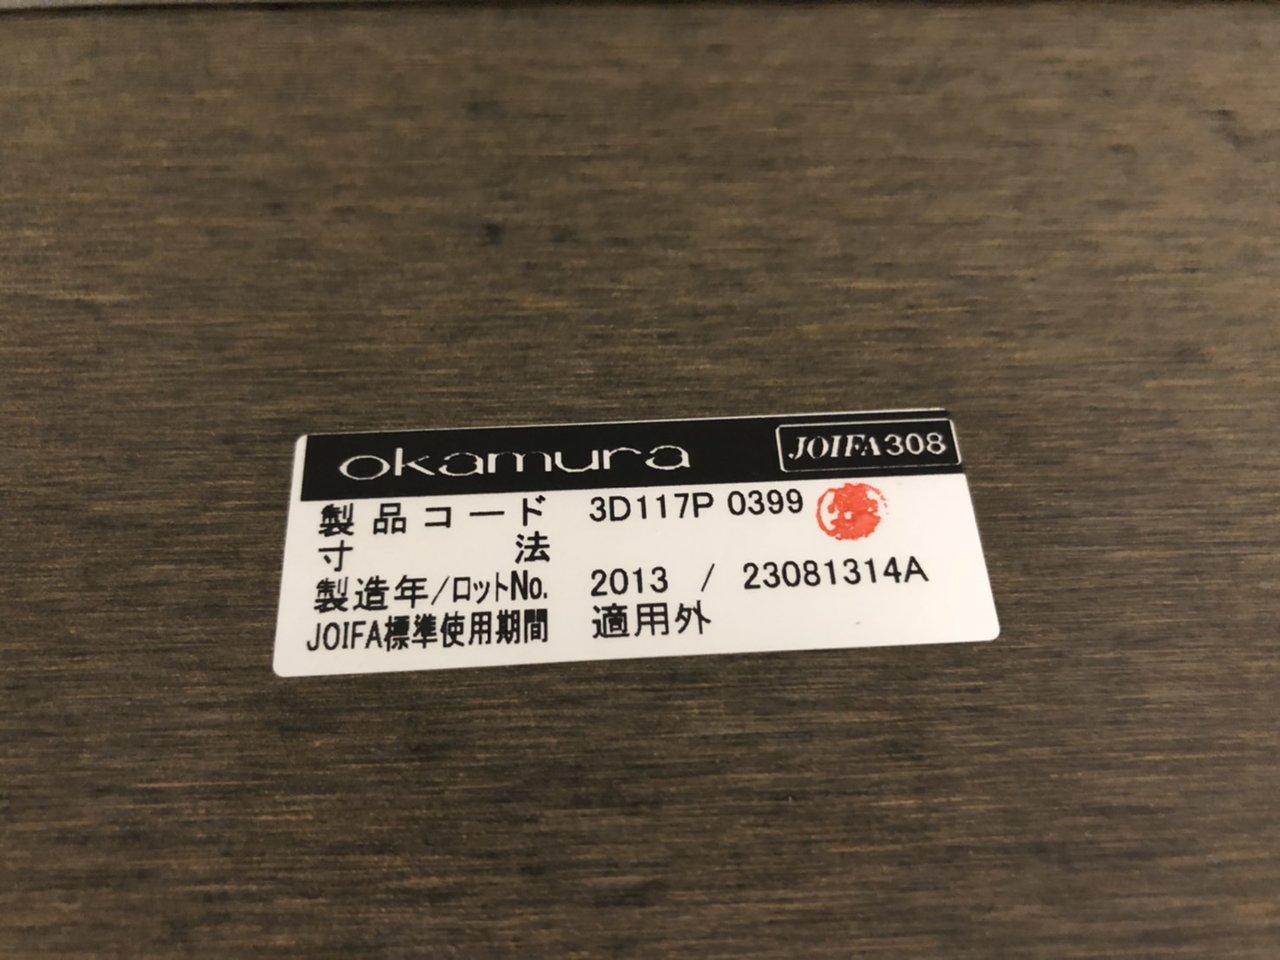 okamura JOIFA308
製品コード 3D117P 0399
寸法
製造年/ロットNo. 2013 / 23081314A
JOIFA標準使用期間 適用外